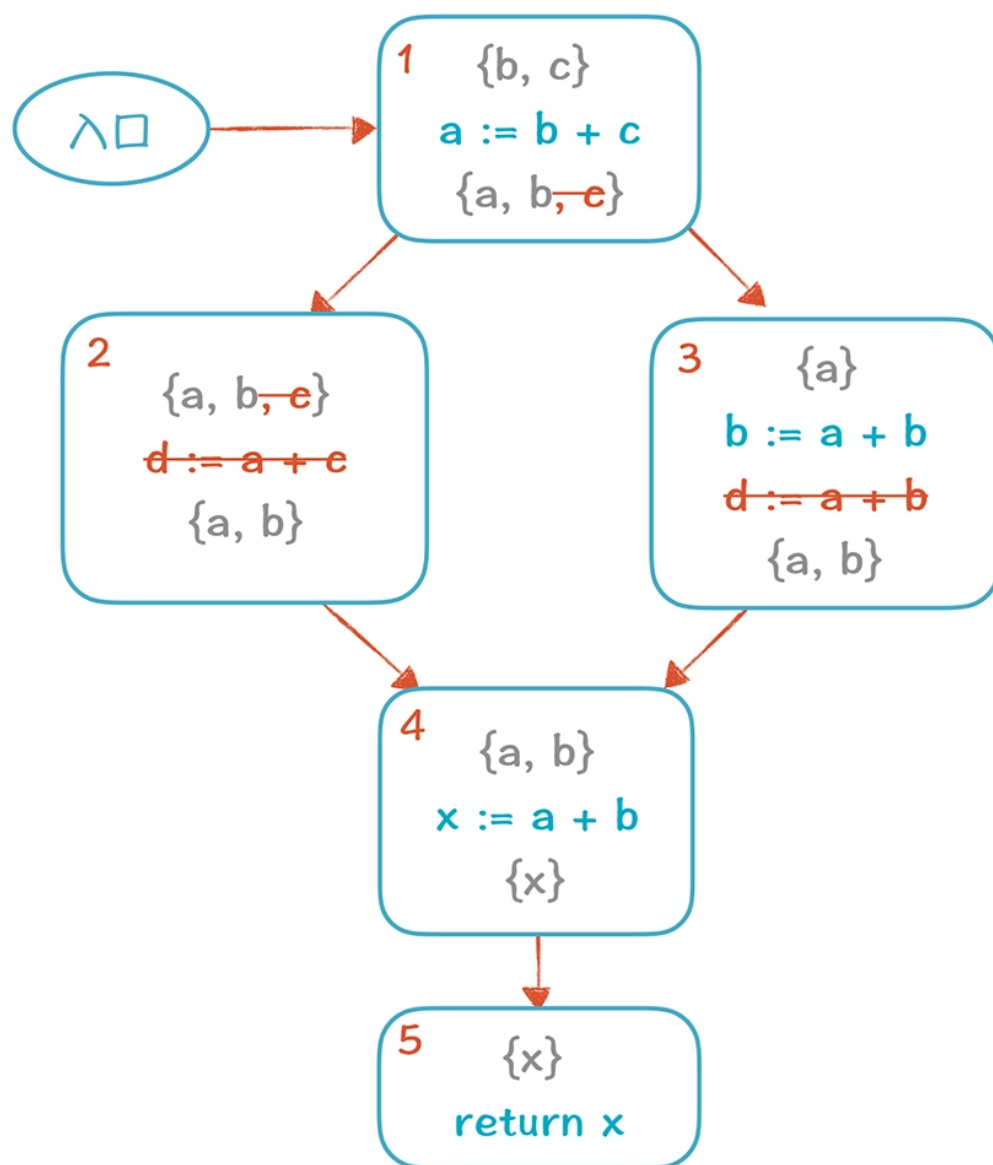 入口
1
{b, c}
a := b + c
{a, b, c}
2
{a, b, c}
d := a + c
{a, b}
3
{a}
b := a + b
d := a + b
{a, b}
4
{a, b}
x := a + b
{x}
5
{x}
return x